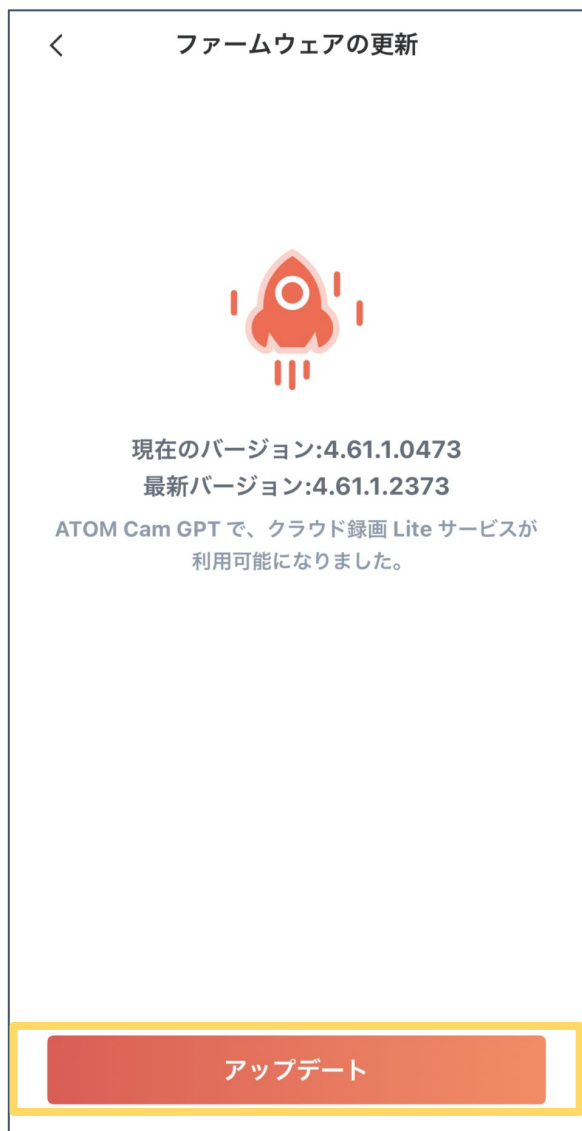 ファームウェアの更新
現在のバージョン:4.61.1.0473
最新バージョン:4.61.1.2373
ATOM Cam GPT で、クラウド録画 Lite サービスが
利用可能になりました。
アップデート